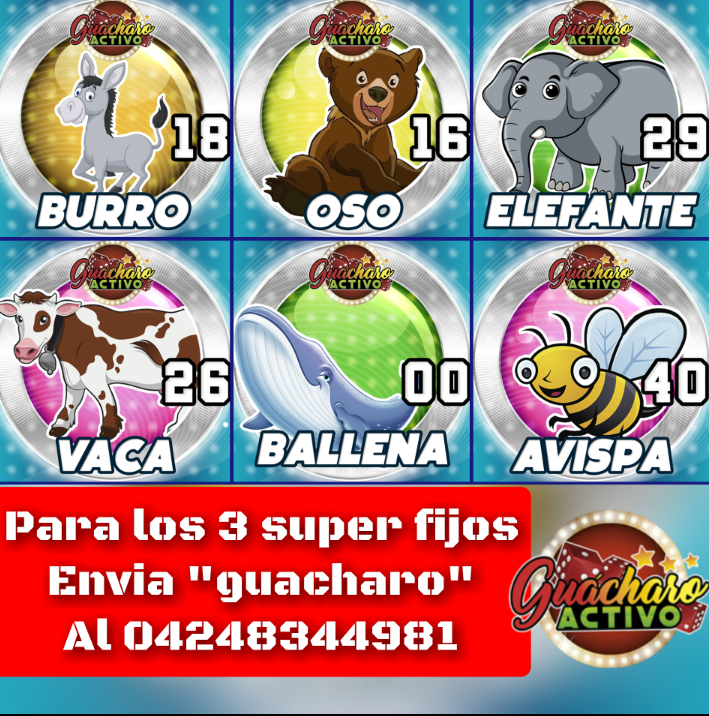 Guacharo
ACTIVO
18
BURRO
Guacharo
ACTIVO
16
OSO
Guacharo
ACTIVO
29
ELEFANTE
Guacharo
ACTIVO
26
VACA
Guacharo
ACTIVO
00
BALLENA
Guacharo
ACTIVO
40
AVISPA
Para los 3 super fijos
Envia "guacharo"
Al 04248344981
Guacharo
ACTIVO